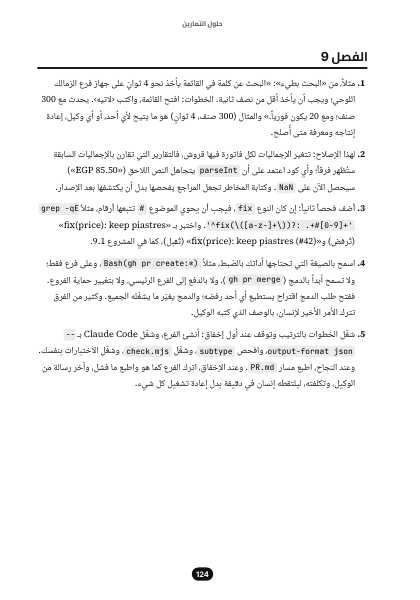 حلول التمارين
الفصل 9
1. مثلاً، من «البحث بطيء»: «البحث عن كلمة في القائمة يأخذ نحو 4 ثوانٍ على جهاز فرع الزمالك
اللوحي؛ ويجب أن يأخذ أقل من نصف ثانية. الخطوات: افتح القائمة، واكتب ‹لاتيه›. يحدث مع 300
صنف؛ ومع 20 يكون فورياً.» والمثال (300 صنف، 4 ثوانٍ) هو ما يتيح لأي أحد، أو أي وكيل، إعادة
إنتاجه ومعرفة متى أُصلح.
2. لهذا الإصلاح: تتغير الإجماليات لكل فاتورة فيها قروش، فالتقارير التي تقارن بالإجماليات السابقة
ستُظهر فرقاً؛ وأي كود اعتمد على أن parseInt يتجاهل النص اللاحق («EGP 85.50»)
سيحصل الآن على NaN. وكتابة المخاطر تجعل المراجع يفحصها بدل أن يكتشفها بعد الإصدار.
3. أضف فحصاً ثانياً: إن كان النوع fix، فيجب أن يحوي الموضوع # تتبعها أرقام، مثلاً grep -qE
'^fix(\([a-z-]+\))?: .+#[0-9]+'. واختبر بـ «fix(price): keep piastres»
(تُرفض) و«fix(price): keep piastres (#42)» (تُقبل)، كما في المشروع 9.1.
4. اسمح بالصيغة التي تحتاجها أداتك بالضبط، مثلاً Bash(gh pr create:*)، وعلى فرع فقط؛
ولا تسمح أبداً بالدمج (gh pr merge)، ولا بالدفع إلى الفرع الرئيسي، ولا بتغيير حماية الفروع.
ففتح طلب الدمج اقتراح يستطيع أي أحد رفضه؛ والدمج يغيّر ما يشغّله الجميع. وكثير من الفرق
تترك الأمر الأخير لإنسان، بالوصف الذي كتبه الوكيل.
5. شغّل الخطوات بالترتيب وتوقف عند أول إخفاق: أنشئ الفرع، وشغّل Claude Code بـ --
output-format json، وافحص subtype، وشغّل check.mjs، وشغّل الاختبارات بنفسك.
وعند النجاح، اطبع مسار PR.md. وعند الإخفاق، اترك الفرع كما هو واطبع ما فشل، وآخر رسالة من
الوكيل، وتكلفته، ليلتقطه إنسان في دقيقة بدل إعادة تشغيل كل شيء.
124